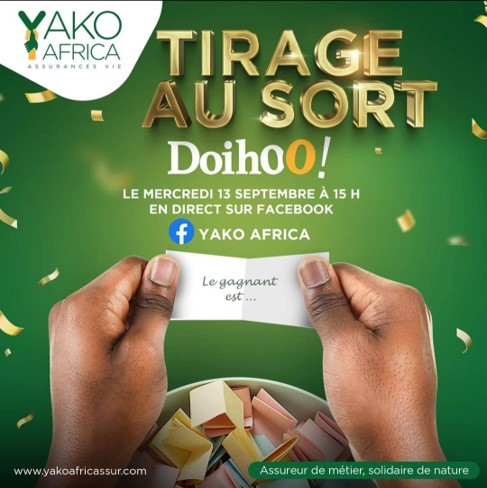 YAKO
AFRICA
ASSURANCES VIE
TIRAGE
AU SORT
DoihOO!
LE MERCREDI 13 SEPTEMBRE À 15 H
EN DIRECT SUR FACEBOOK
YAKO AFRICA
Le gagnant
est ...
www.yakoafricassur.com
Assureur de métier, solidaire de nature